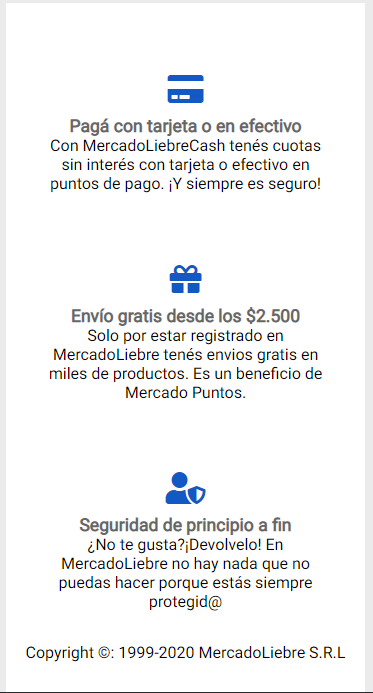 Pagá con tarjeta o en efectivo
Con MercadoLiebreCash tenés cuotas
sin interés con tarjeta o efectivo en
puntos de pago. ¡Y siempre es seguro!
Envío gratis desde los $2.500
Solo por estar registrado en
MercadoLiebre tenés envios gratis en
miles de productos. Es un beneficio de
Mercado Puntos.
Seguridad de principio a fin
¿No te gusta?¡Devolvelo! En
MercadoLiebre no hay nada que no
puedas hacer porque estás siempre
protegid@
Copyright ©: 1999-2020 MercadoLiebre S.R.L